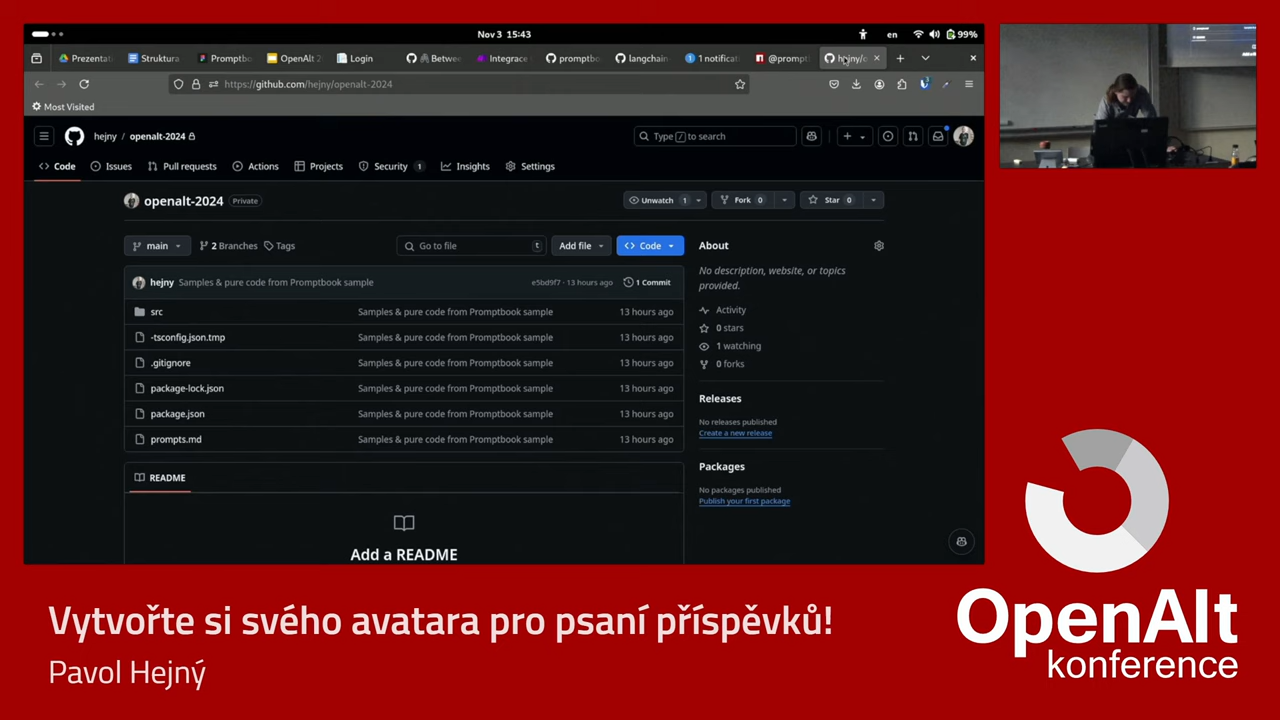 Nov 3 15:43
en
99%
Prezenta
Struktura
Promptbo
OpenAlt 2
Login
Betwe
Integrace
promptbo
langchain
1 notificat
@prompt
hejny/o
https://github.com/hejny/openalt-2024
Most Visited
hejny / openalt-2024
Type / to search
Code
Issues
Pull requests
Actions
Projects
Security 1
Insights
Settings
openalt-2024 Private
Unwatch 1
Fork 0
Star 0
main
2 Branches
Tags
Go to file t
Add file
Code
hejny Samples & pure code from Promptbook sample e5bd9f7 · 13 hours ago 1 Commit
src Samples & pure code from Promptbook sample 13 hours ago
-tsconfig.json.tmp Samples & pure code from Promptbook sample 13 hours ago
.gitignore Samples & pure code from Promptbook sample 13 hours ago
package-lock.json Samples & pure code from Promptbook sample 13 hours ago
package.json Samples & pure code from Promptbook sample 13 hours ago
prompts.md Samples & pure code from Promptbook sample 13 hours ago
README
Add a README
About
No description, website, or topics
provided.
Activity
0 stars
1 watching
0 forks
Releases
No releases published
Create a new release
Packages
No packages published
Publish your first package
Vytvořte si svého avatara pro psaní příspěvků!
Pavol Hejný
OpenAlt
konference